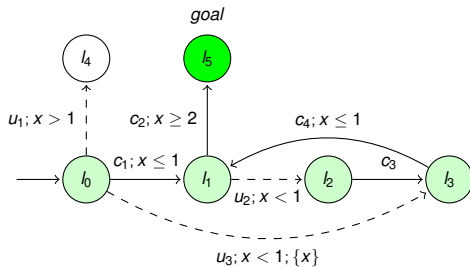 goal
l4
l5
u1; x > 1
c2; x ≥ 2
c4; x ≤ 1
c1; x ≤ 1
c3
l0
l1
l2
l3
u2; x < 1
u3; x < 1; {x}